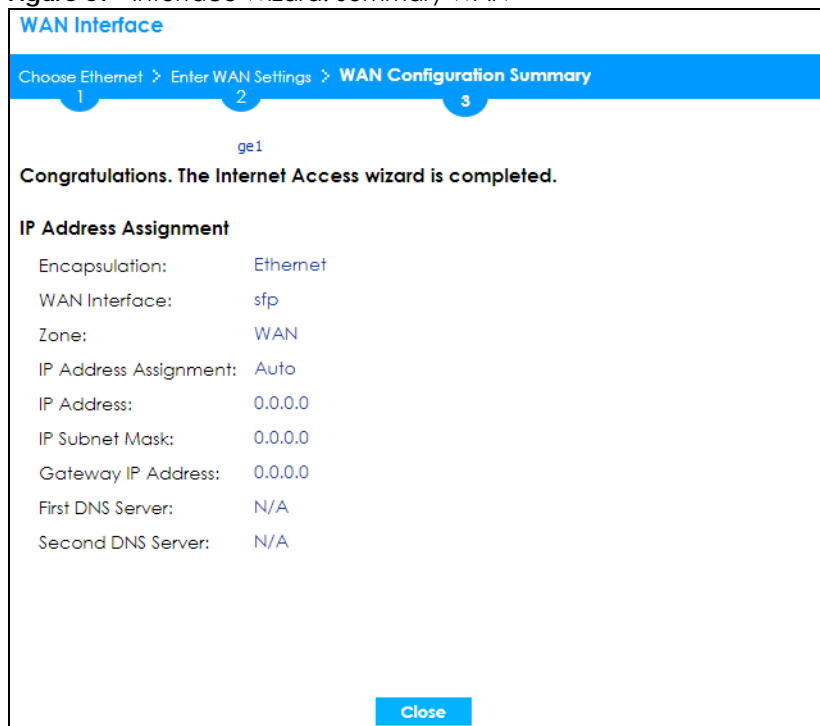 WAN Interface
Choose Ethernet > Enter WAN Settings > WAN Configuration Summary
1 2 3
ge1
Congratulations. The Internet Access wizard is completed.
IP Address Assignment
Encapsulation: Ethernet
WAN Interface: sfp
Zone: WAN
IP Address Assignment: Auto
IP Address: 0.0.0.0
IP Subnet Mask: 0.0.0.0
Gateway IP Address: 0.0.0.0
First DNS Server: N/A
Second DNS Server: N/A
Close